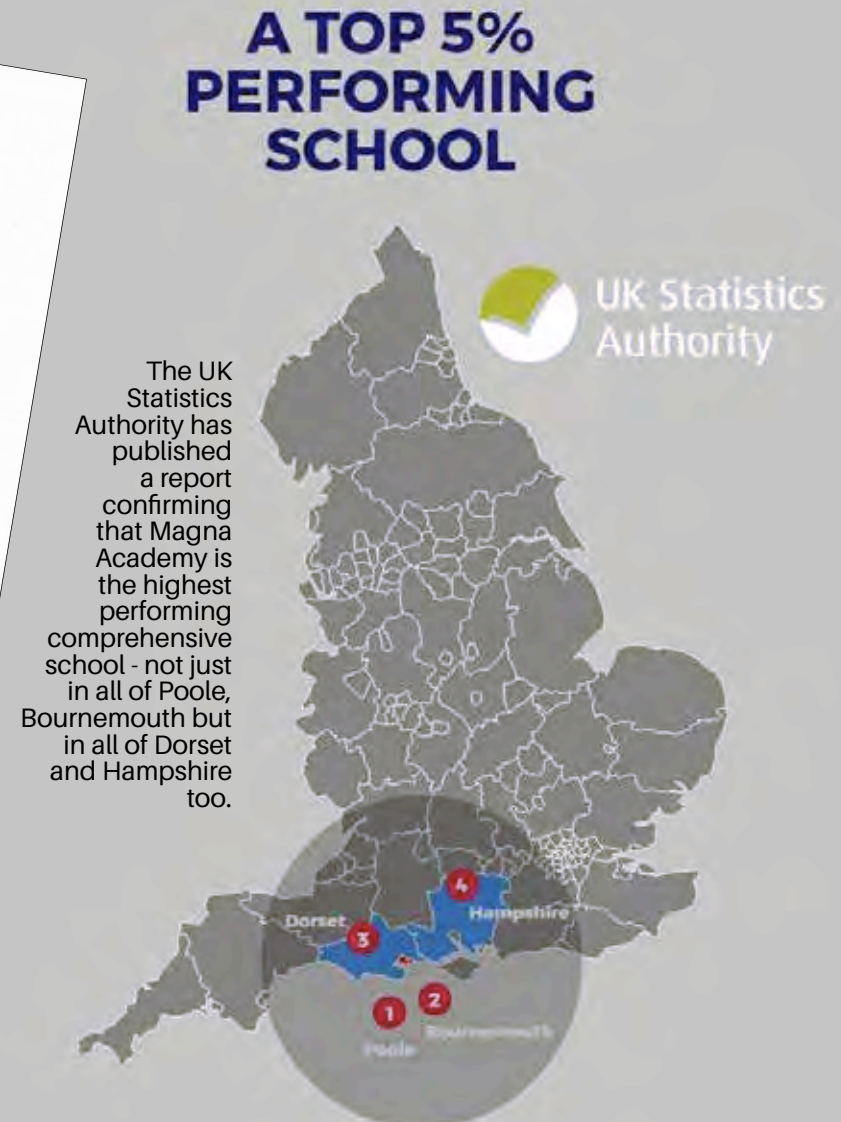 A TOP 5%
PERFORMING
SCHOOL
UK Statistics
Authority
The UK
Statistics
Authority has
published
a report
confirming
that Magna
Academy is
the highest
performing
comprehensive
school - not just
in all of Poole,
Bournemouth but
in all of Dorset
and Hampshire
too.
4
Hampshire
Dorset
3
1
2
Bournemouth
Poole